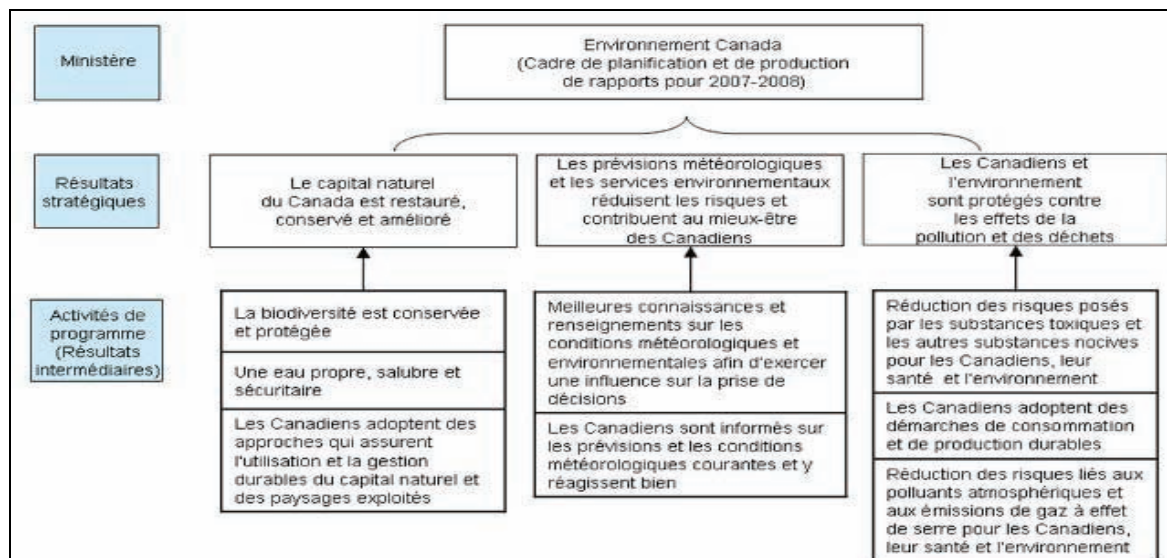 Ministère
Environnement Canada
(Cadre de planification et de production
de rapports pour 2007-2008)
Résultats
stratégiques
Le capital naturel
du Canada est restauré,
conservé et amélioré
Les prévisions météorologiques
et les services environnementaux
réduisent les risques et
contribuent au mieux-être
des Canadiens
Les Canadiens et
l'environnement
sont protégés contre
les effets de la
pollution et des déchets
Activités de
programme
(Résultats
intermédiaires)
La biodiversité est conservée
et protégée
Une eau propre, salubre et
sécuritaire
Les Canadiens adoptent des
approches qui assurent
l'utilisation et la gestion
durables du capital naturel et
des paysages exploités
Meilleures connaissances et
renseignements sur les
conditions météorologiques et
environnementales afin d'exercer
une influence sur la prise de
décisions
Les Canadiens sont informés sur
les prévisions et les conditions
météorologiques courantes et y
réagissent bien
Réduction des risques posés
par les substances toxiques et
les autres substances nocives
pour les Canadiens, leur
santé et l'environnement
Les Canadiens adoptent des
démarches de consommation
et de production durables
Réduction des risques liés aux
polluants atmosphériques et
aux émissions de gaz à effet
de serre pour les Canadiens,
leur santé et l'environnement